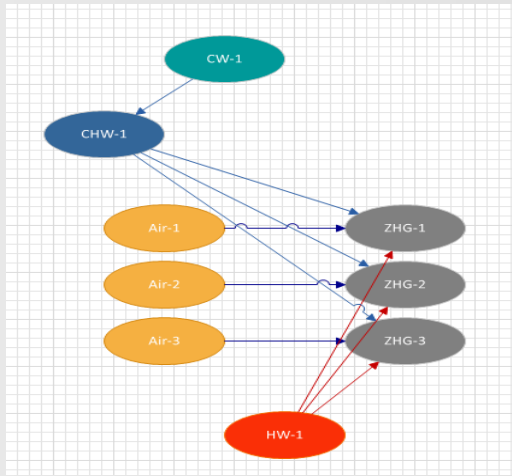 CW-1
CHW-1
Air-1
ZHG-1
Air-2
ZHG-2
Air-3
ZHG-3
HW-1